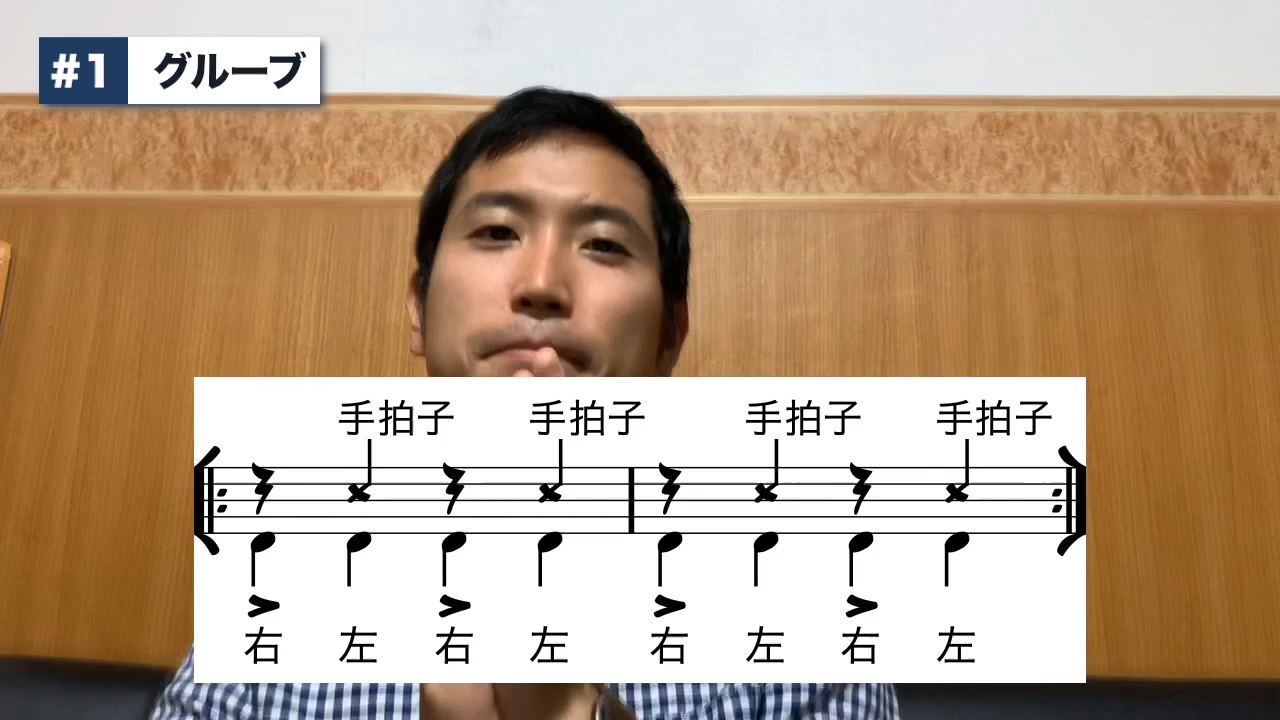 #1 グルーブ
手拍子 手拍子 手拍子 手拍子
右 左 右 左 右 左 右 左